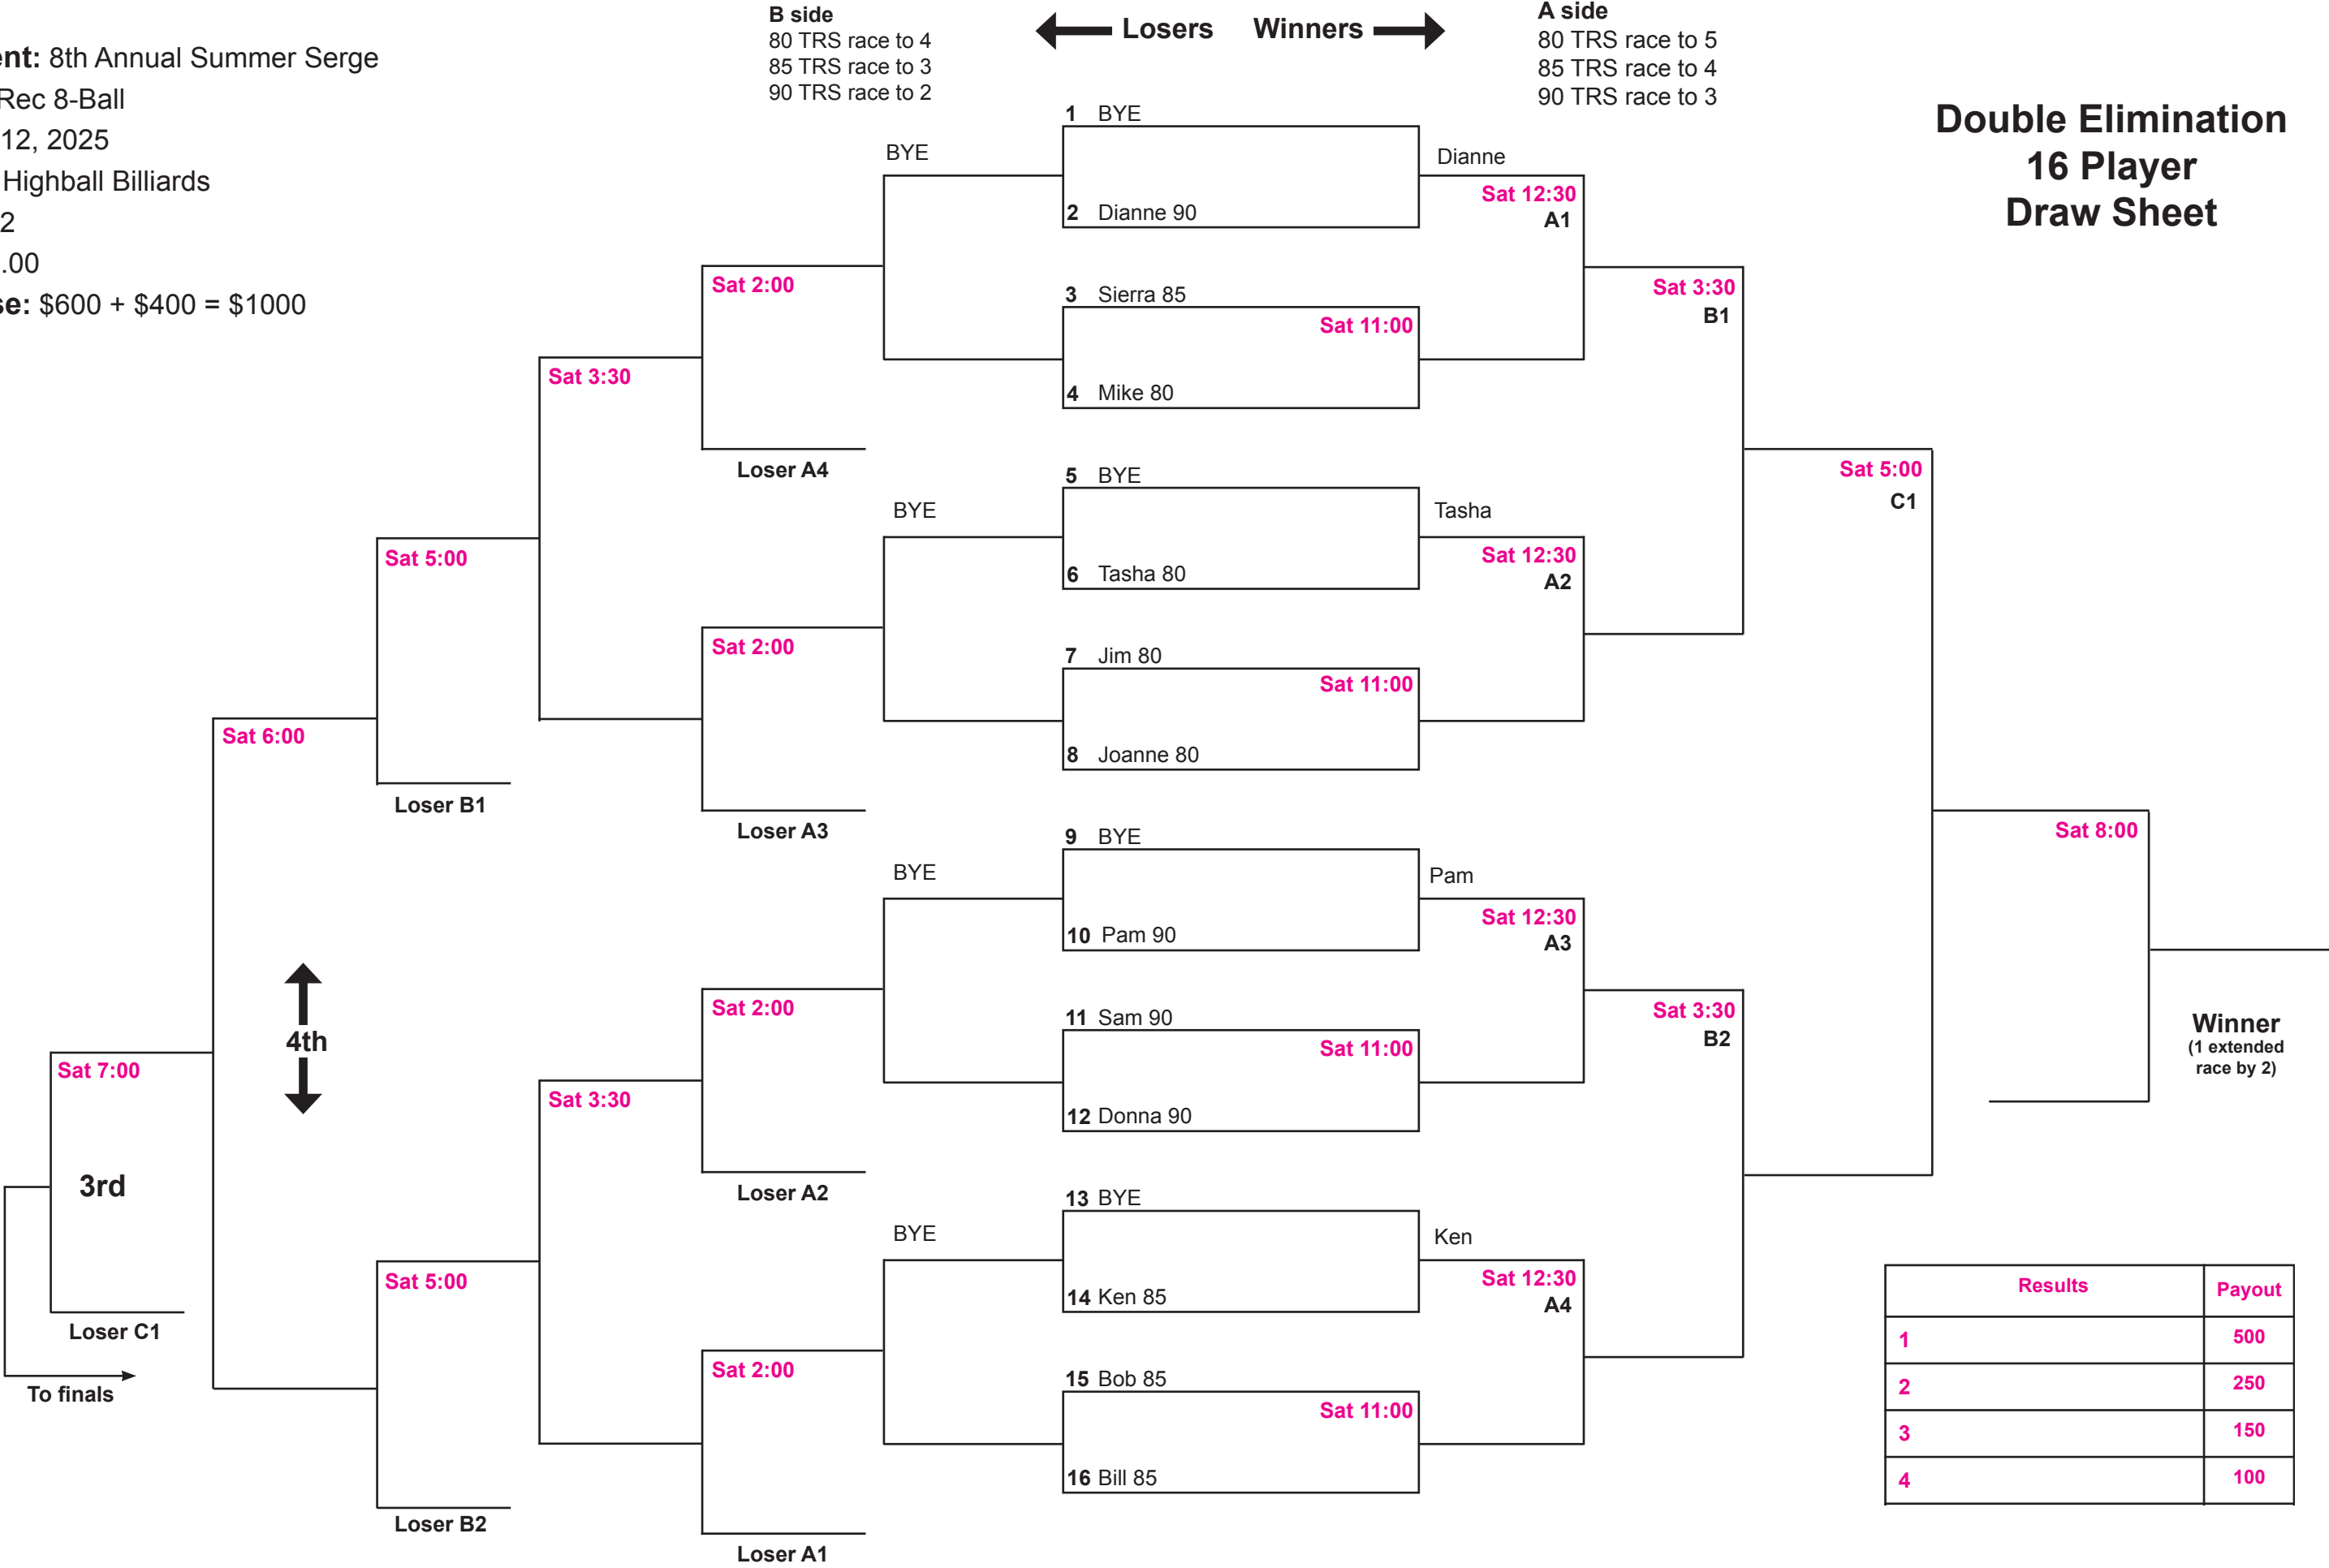 ent: 8th Annual Summer Serge
Rec 8-Ball
12, 2025
Highball Billiards
2
.00
se: $600 + $400 = $1000
B side
80 TRS race to 4
85 TRS race to 3
90 TRS race to 2
Losers Winners
A side
80 TRS race to 5
85 TRS race to 4
90 TRS race to 3
Double Elimination
16 Player
Draw Sheet
1 BYE
BYE
Dianne
Sat 12:30
A1
2 Dianne 90
Sat 2:00
3 Sierra 85
Sat 11:00
Sat 3:30
B1
Sat 3:30
4 Mike 80
Loser A4
5 BYE
Sat 5:00
C1
BYE
Tasha
Sat 5:00
Sat 12:30
A2
6 Tasha 80
Sat 2:00
7 Jim 80
Sat 11:00
Sat 6:00
8 Joanne 80
Loser B1
Loser A3
9 BYE
Sat 8:00
BYE
Pam
Sat 12:30
A3
10 Pam 90
Sat 2:00
11 Sam 90
Sat 11:00
Sat 3:30
B2
4th
Winner
(1 extended
race by 2)
Sat 7:00
Sat 3:30
12 Donna 90
3rd
Loser A2
13 BYE
BYE
Ken
Sat 5:00
Sat 12:30
A4
14 Ken 85
Loser C1
To finals
Sat 2:00
15 Bob 85
Sat 11:00
16 Bill 85
Loser B2
Loser A1
Results Payout
1 500
2 250
3 150
4 100